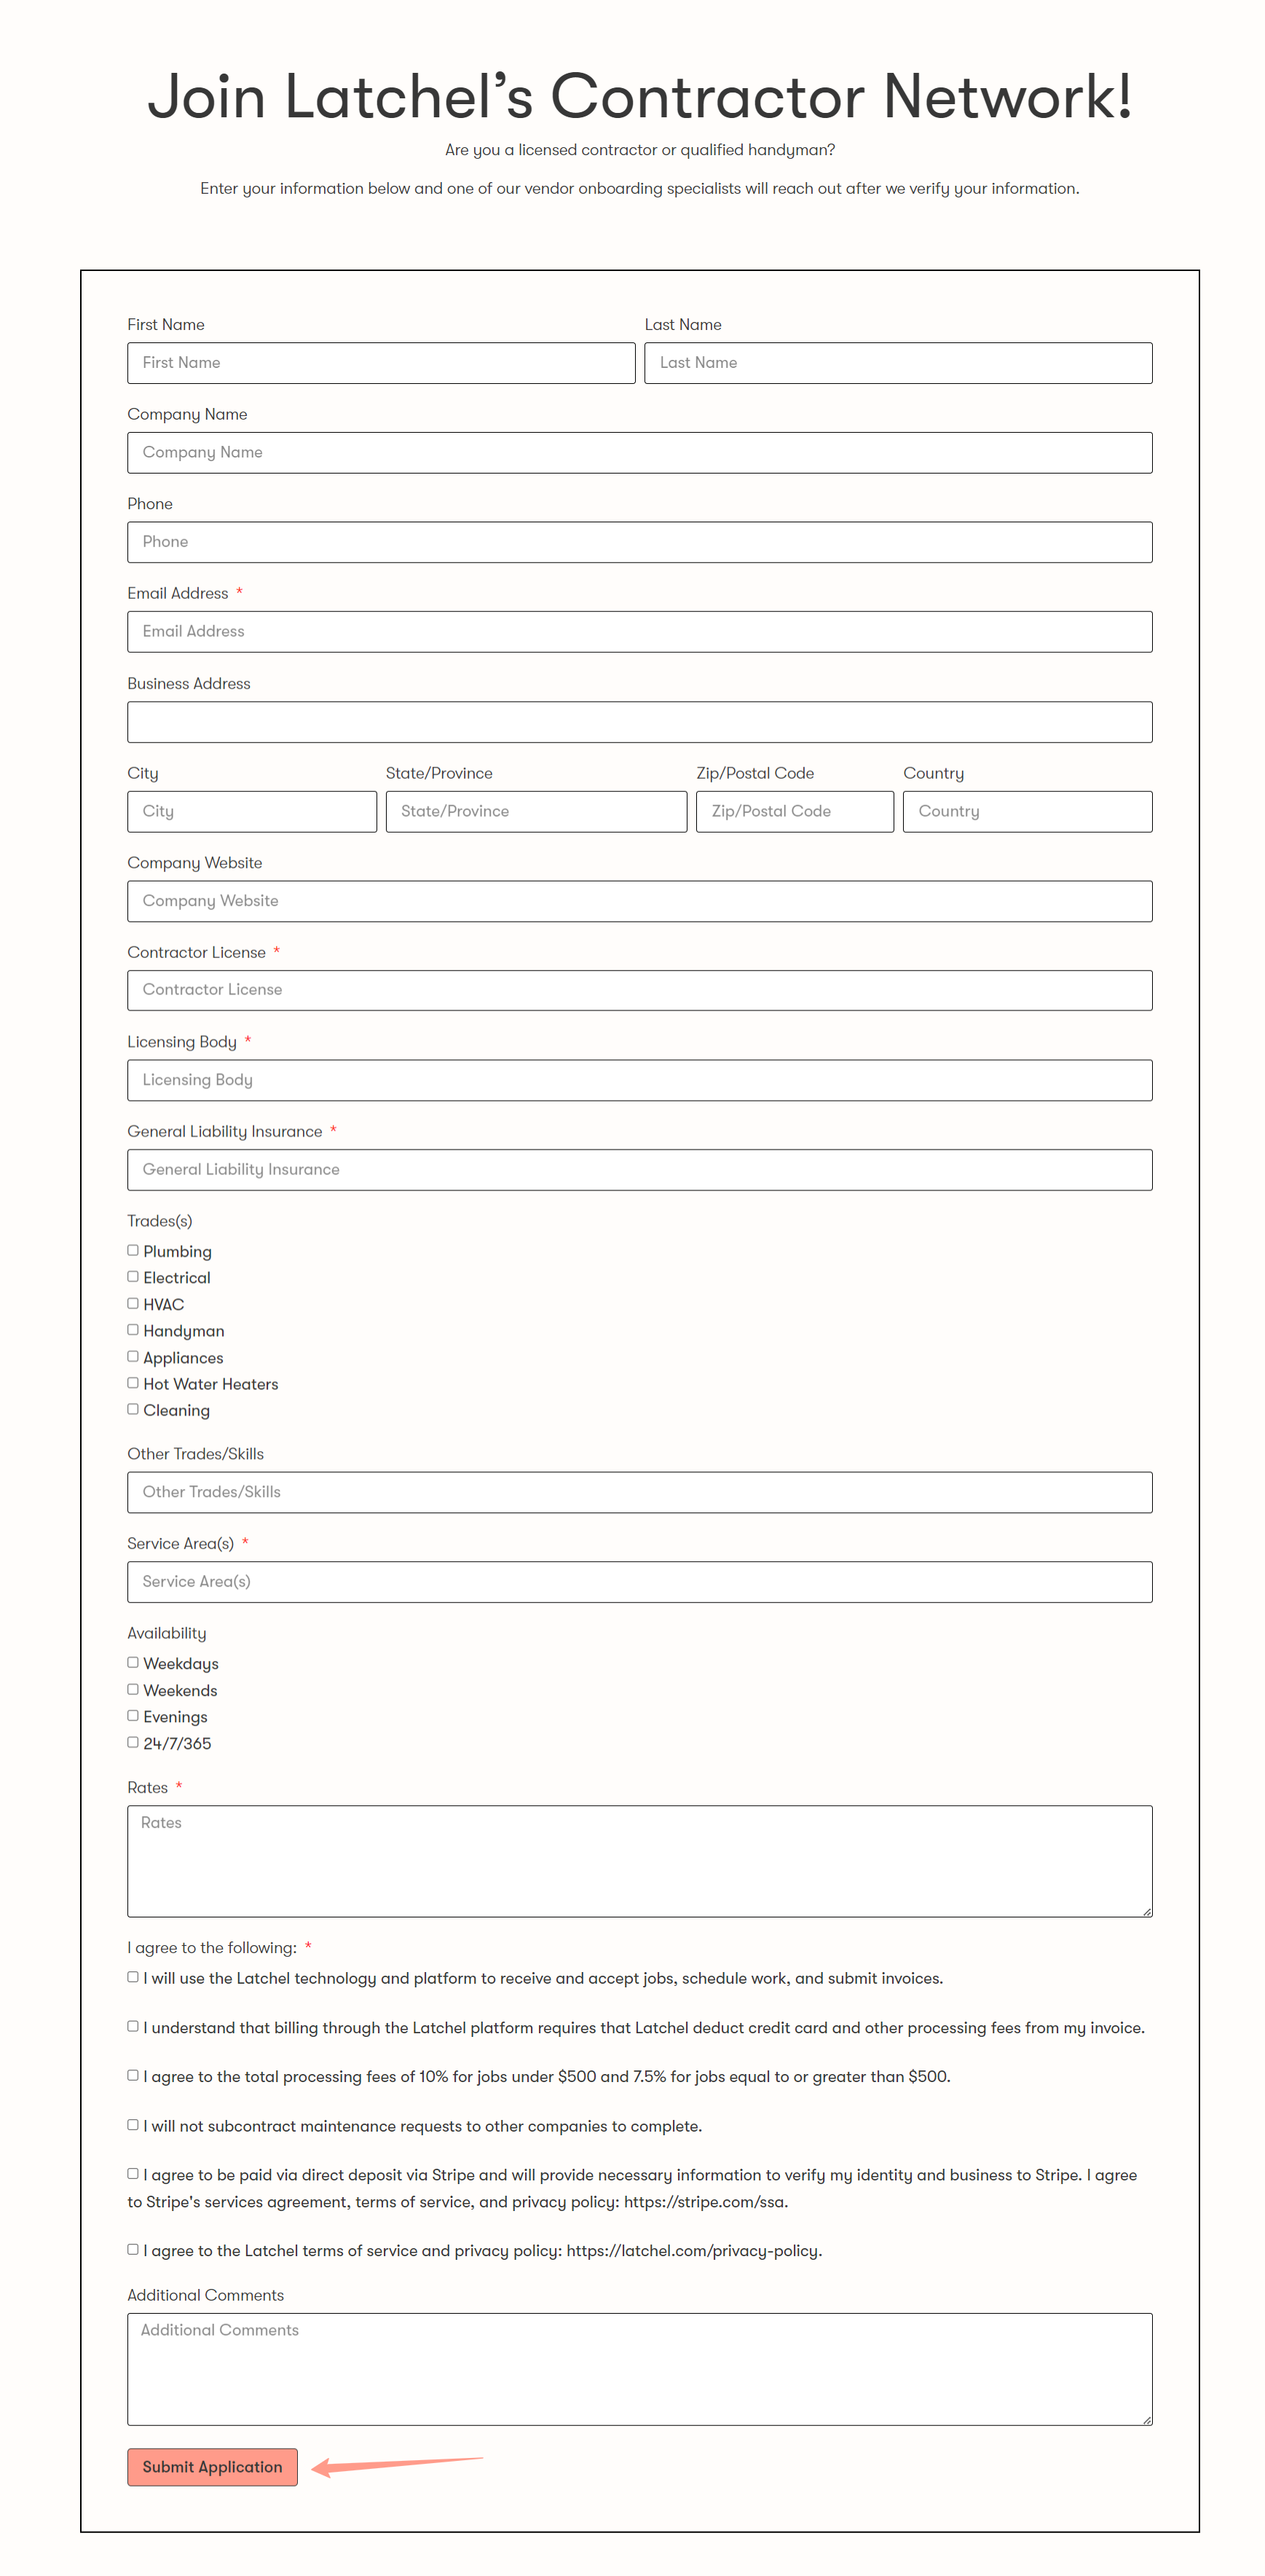 Join Latchel’s Contractor Network!
Are you a licensed contractor or qualified handyman?
Enter your information below and one of our vendor onboarding specialists will reach out after we verify your information.
First Name
Last Name
First Name
Last Name
Company Name
Company Name
Phone
Phone
Email Address *
Email Address
Business Address
City
State/Province
Zip/Postal Code
Country
City
State/Province
Zip/Postal Code
Country
Company Website
Company Website
Contractor License *
Contractor License
Licensing Body *
Licensing Body
General Liability Insurance *
General Liability Insurance
Trades(s)
Plumbing
Electrical
HVAC
Handyman
Appliances
Hot Water Heaters
Cleaning
Other Trades/Skills
Other Trades/Skills
Service Area(s) *
Service Area(s)
Availability
Weekdays
Weekends
Evenings
24/7/365
Rates *
Rates
I agree to the following: *
I will use the Latchel technology and platform to receive and accept jobs, schedule work, and submit invoices.
I understand that billing through the Latchel platform requires that Latchel deduct credit card and other processing fees from my invoice.
I agree to the total processing fees of 10% for jobs under $500 and 7.5% for jobs equal to or greater than $500.
I will not subcontract maintenance requests to other companies to complete.
I agree to be paid via direct deposit via Stripe and will provide necessary information to verify my identity and business to Stripe. I agree
to Stripe's services agreement, terms of service, and privacy policy: https://stripe.com/ssa.
I agree to the Latchel terms of service and privacy policy: https://latchel.com/privacy-policy.
Additional Comments
Additional Comments
Submit Application